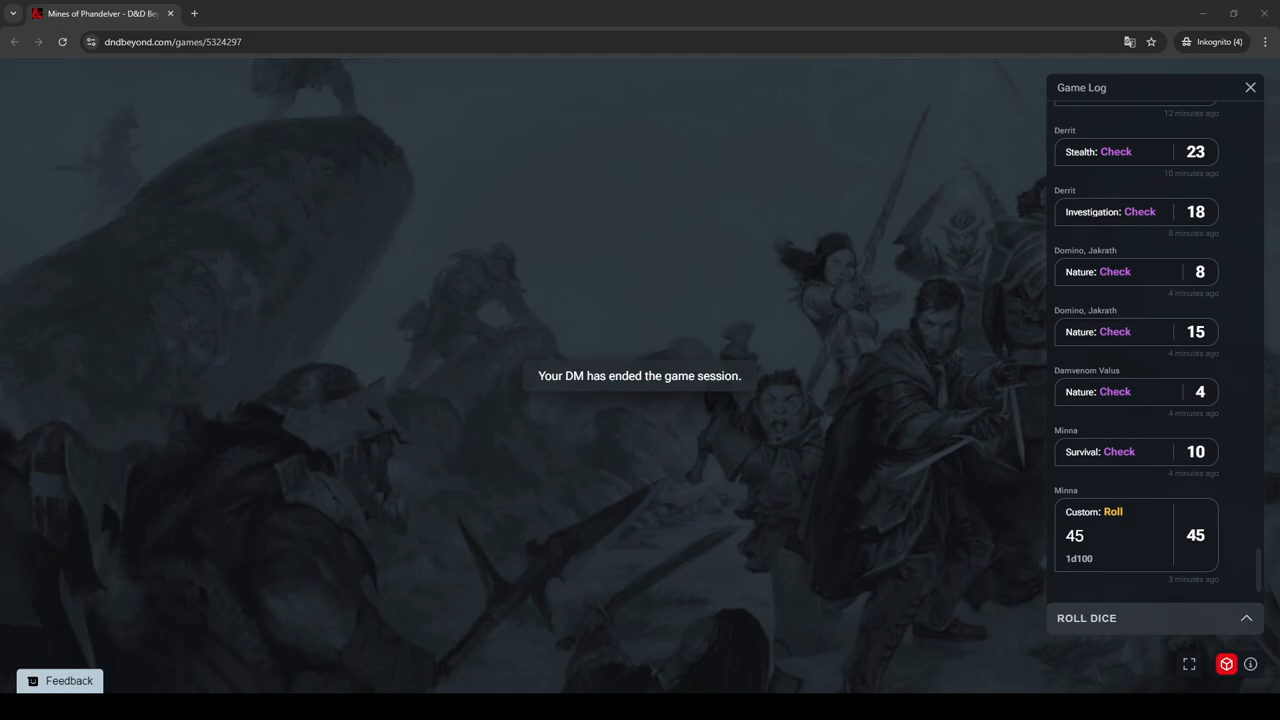 Mines of Phandelver - D&D Be
dndbeyond.com/games/5324297
Inkognito (4)
Game Log
12 minutes ago
Derrit
Stealth: Check 23
10 minutes ago
Derrit
Investigation: Check 18
8 minutes ago
Domino, Jakrath
Nature: Check 8
4 minutes ago
Domino, Jakrath
Nature: Check 15
4 minutes ago
Your DM has ended the game session.
Damvenom Valus
Nature: Check 4
4 minutes ago
Minna
Survival: Check 10
4 minutes ago
Minna
Custom: Roll
45 45
1d100
3 minutes ago
ROLL DICE
Feedback